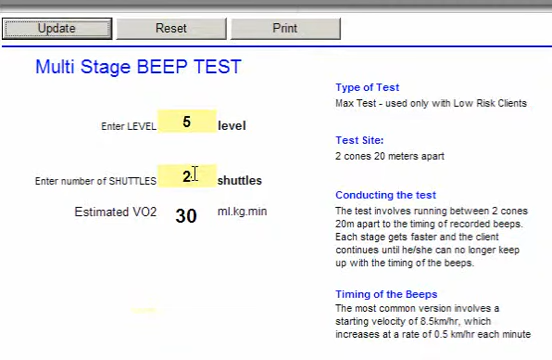 Update Reset Print
Multi Stage BEEP TEST
Enter LEVEL 5 level
Enter number of SHUTTLES 2 shuttles
Estimated VO2 30 ml.kg.min
Type of Test
Max Test - used only with Low Risk Clients
Test Site:
2 cones 20 meters apart
Conducting the test
The test involves running between 2 cones
20m apart to the timing of recorded beeps.
Each stage gets faster and the client
continues until he/she can no longer keep
up with the timing of the beeps.
Timing of the Beeps
The most common version involves a
starting velocity of 8.5km/hr, which
increases at a rate of 0.5 km/hr each minute